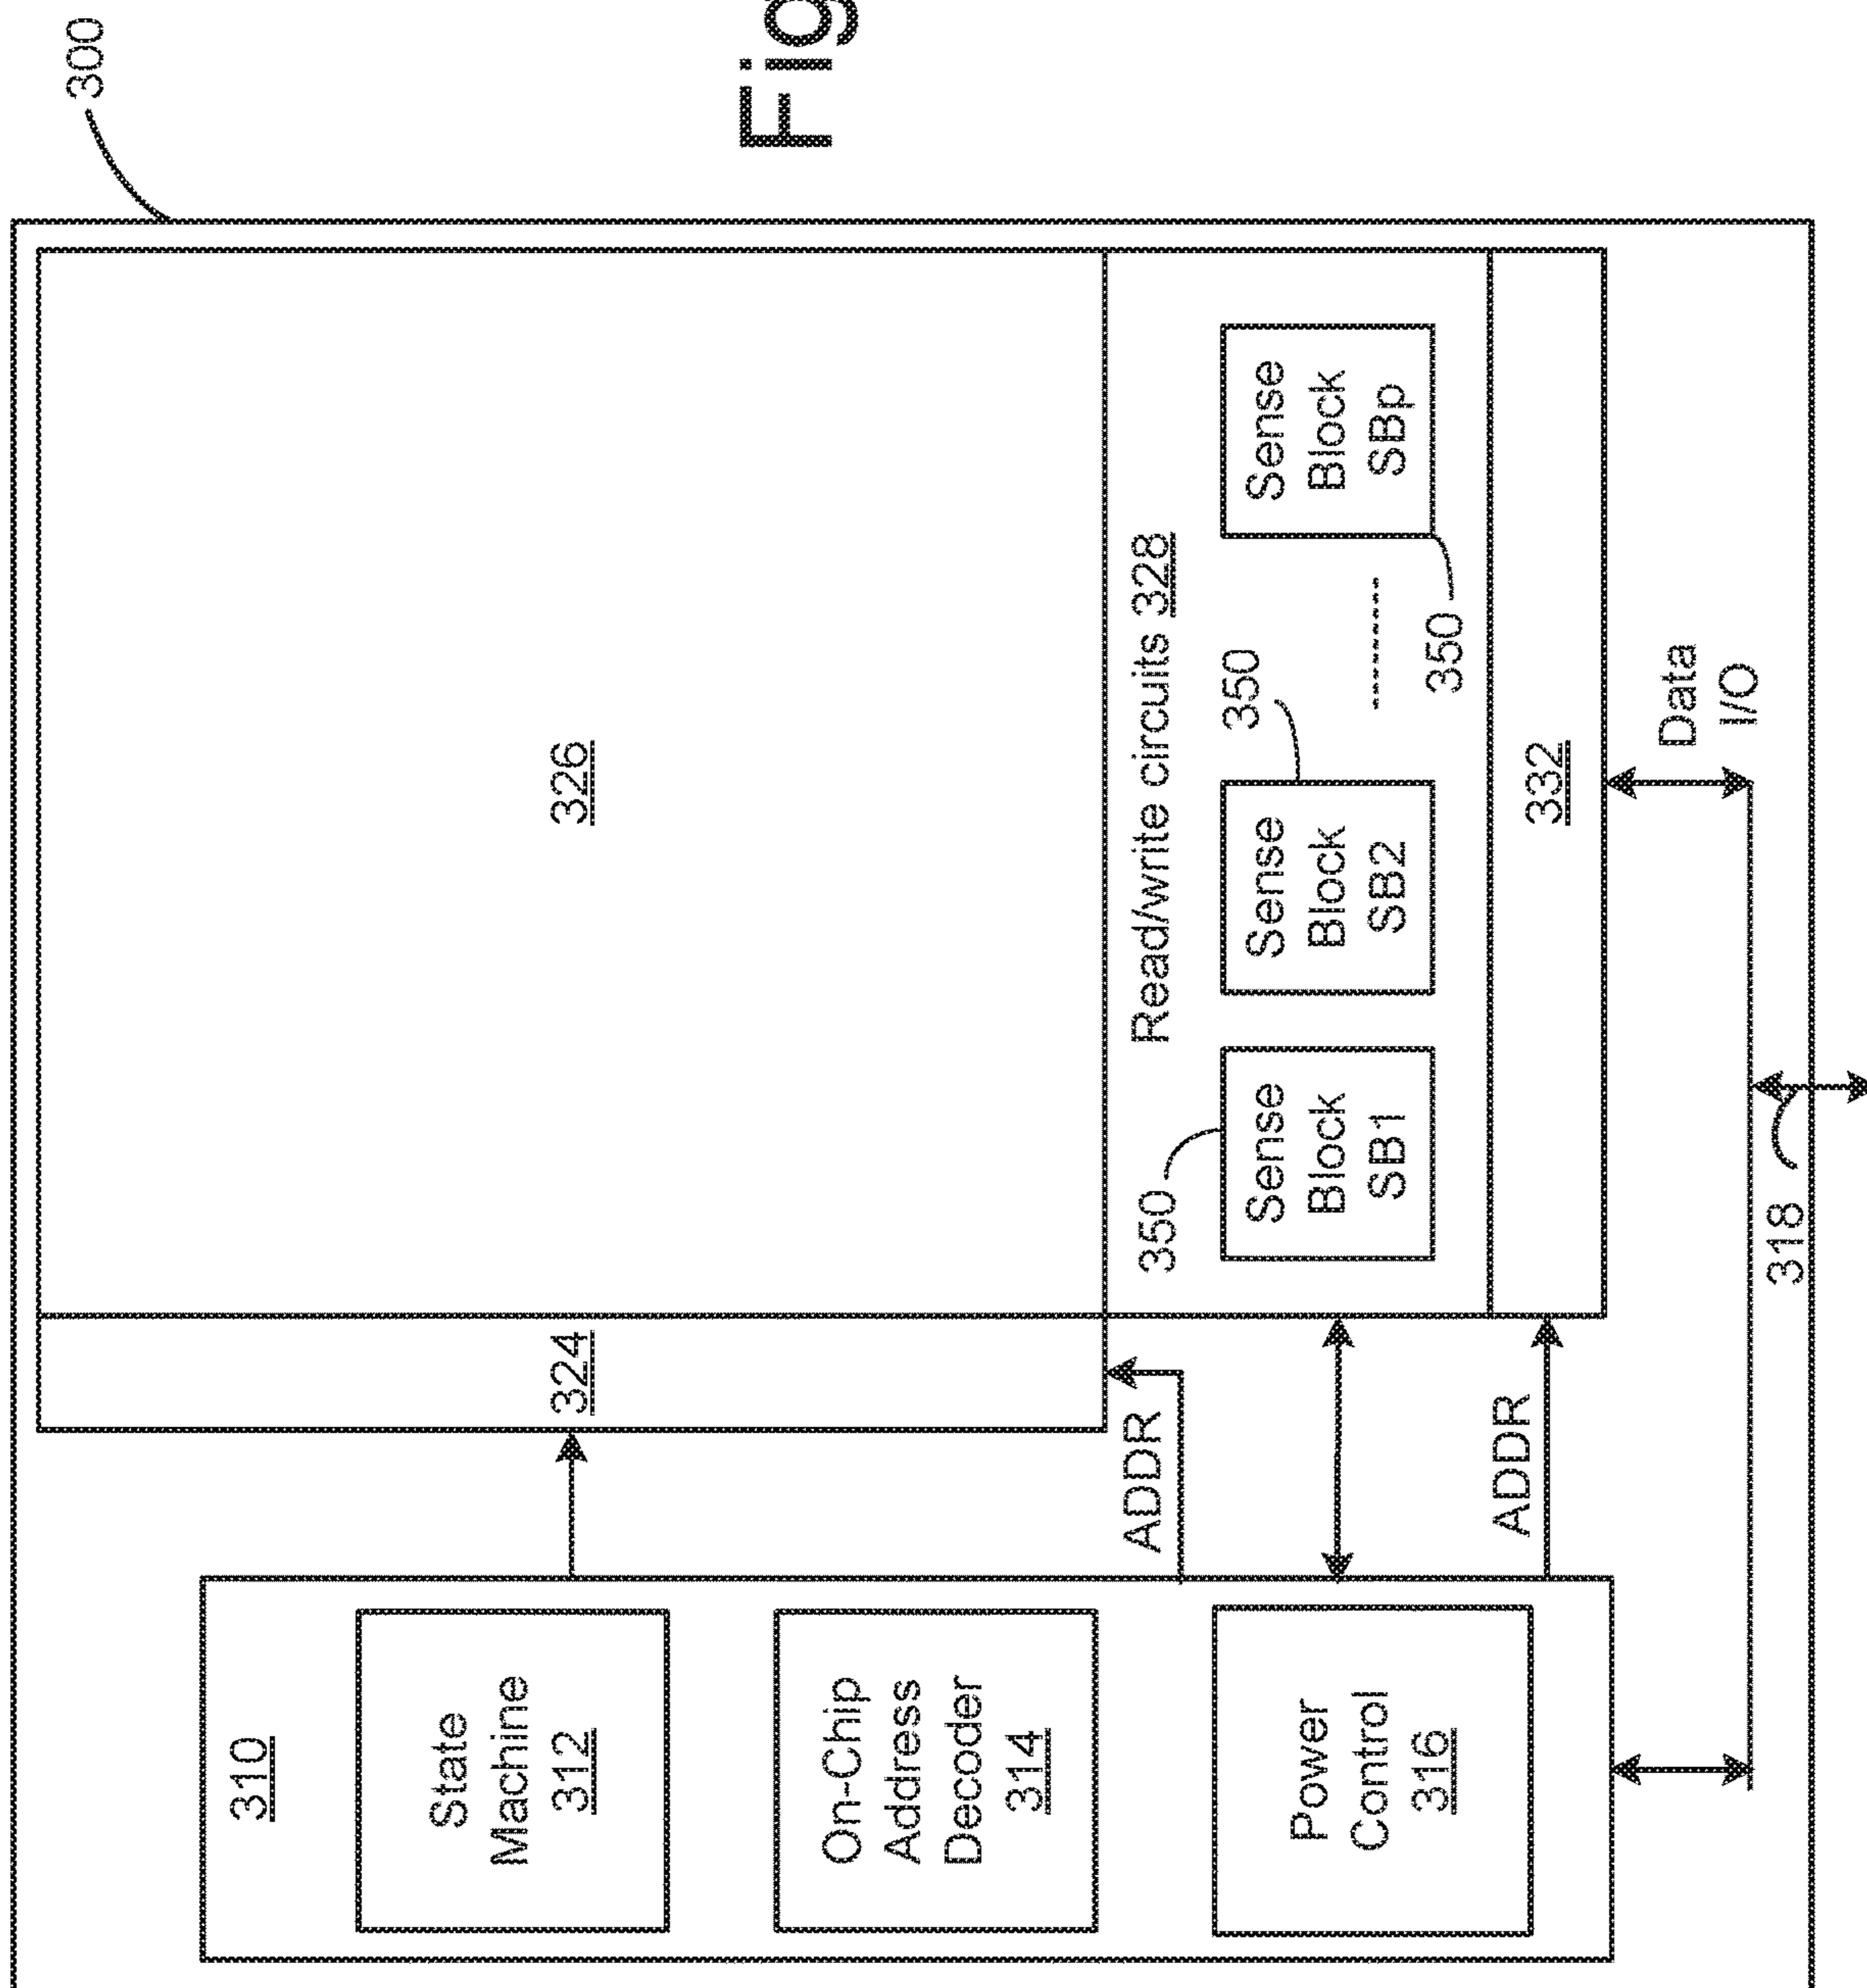 300
Fig
326
324
Read/write circuits 328
350
350
350
Sense
Block
SB1
Sense
Block
SB2
Sense
Block
SBp
332
310
State
Machine
312
On-Chip
Address
Decoder
314
Power
Control
316
ADDR
ADDR
Data
I/O
318